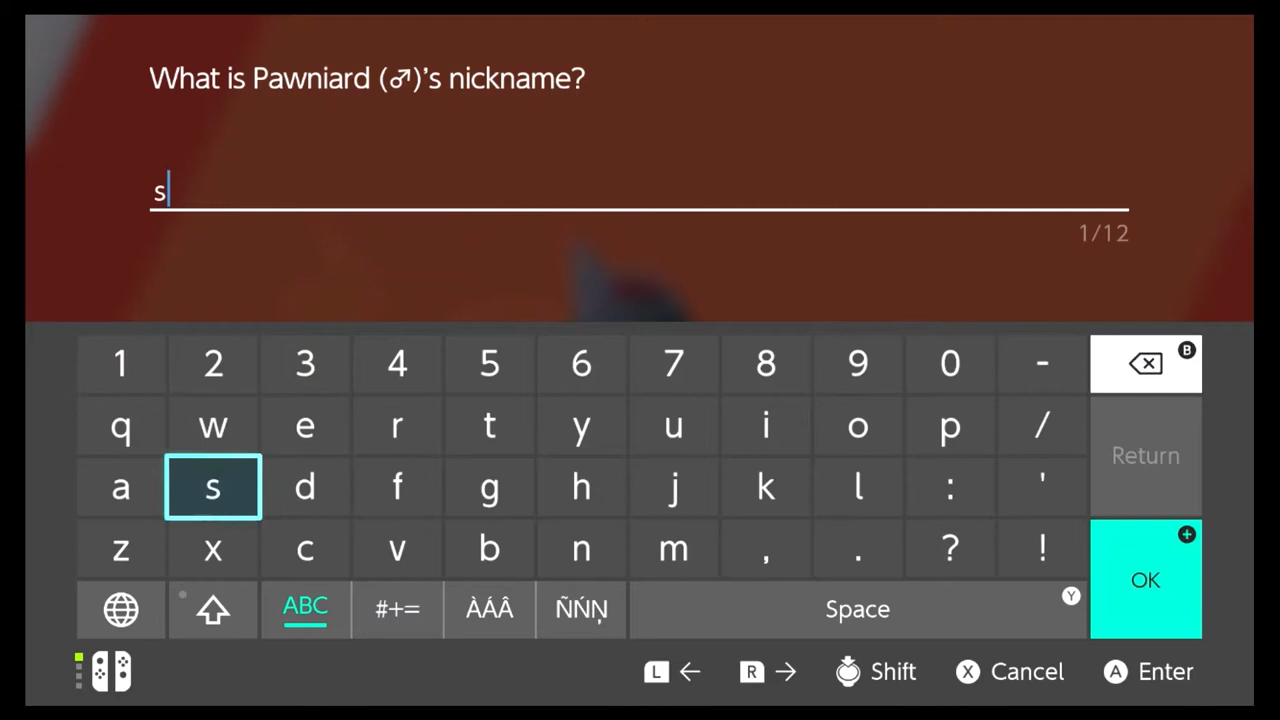 What is Pawniard (♂)'s nickname?
s
1/12
1 2 3 4 5 6 7 8 9 0 - B
q w e r t y u i o p /
Return
a s d f g h j k l : '
z x c v b n m , . ? ! +
OK
ABC #+= ÀÁÂ ÑŃŅ Space Y
L ← R → Shift X Cancel A Enter